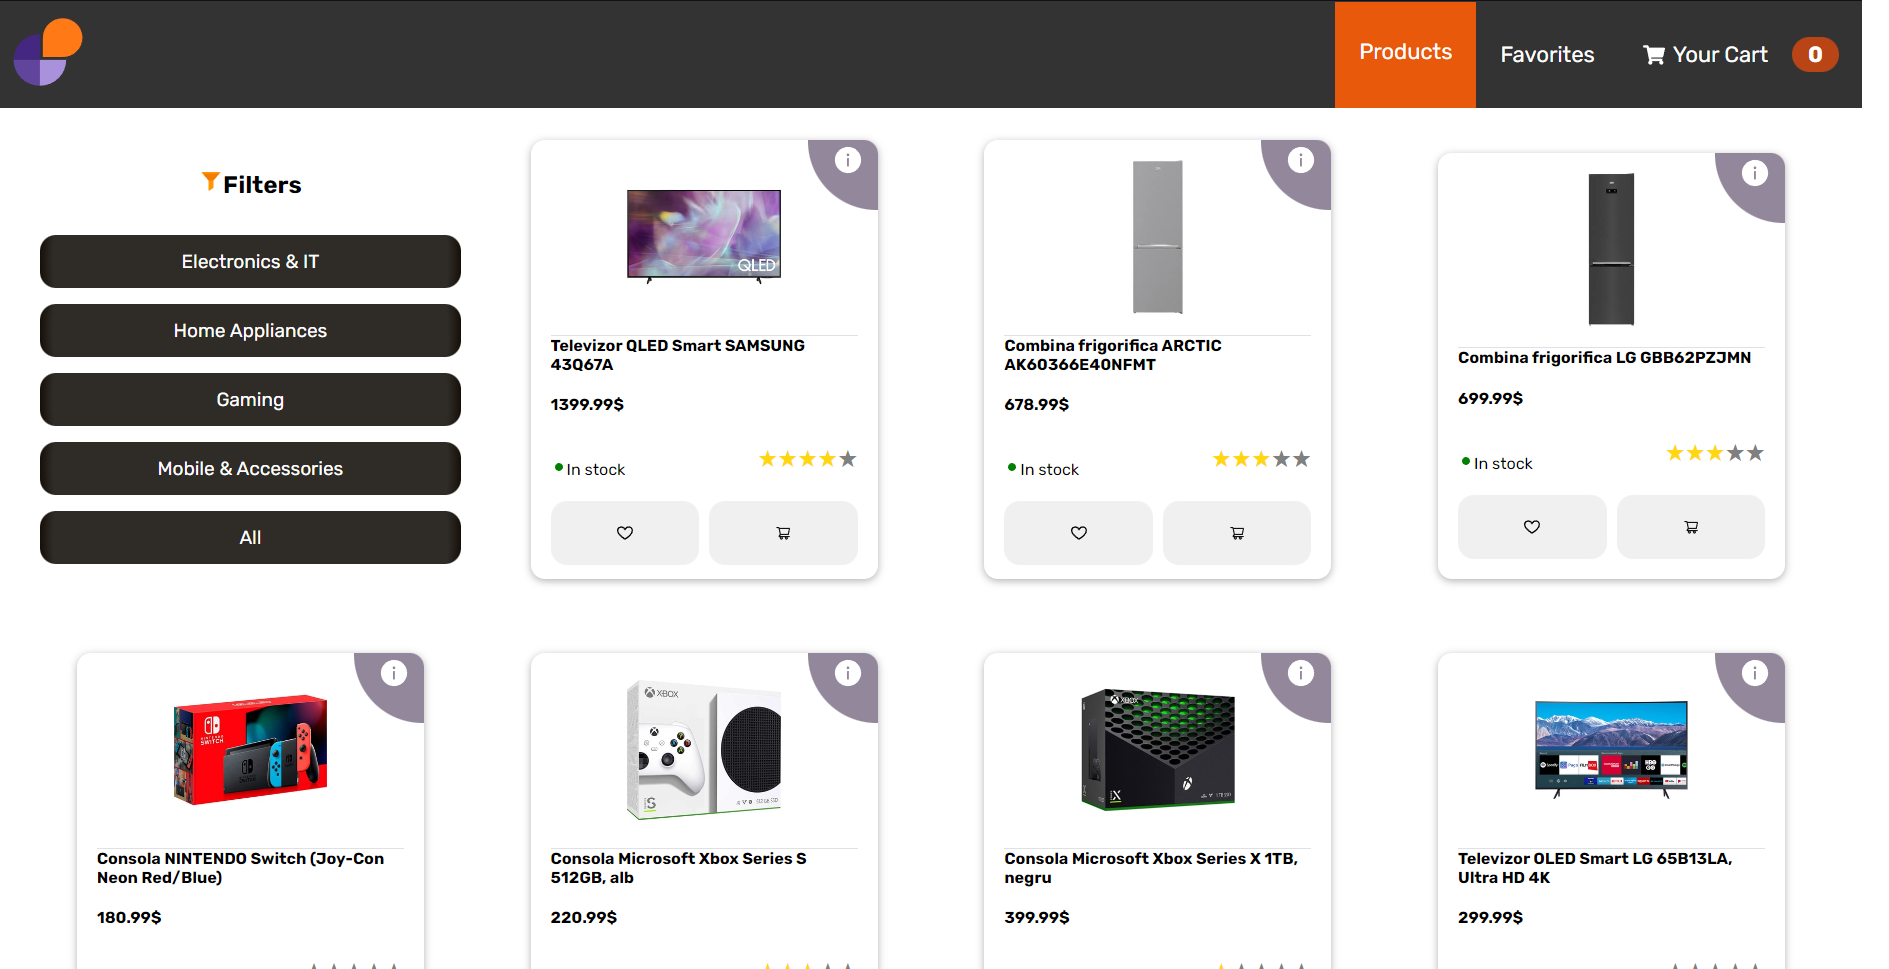 Products
Favorites
Your Cart
0
Filters
Electronics & IT
Home Appliances
Gaming
Mobile & Accessories
All
QLED
Televizor QLED Smart SAMSUNG
43Q67A
1399.99$
In stock
Combina frigorifica ARCTIC
AK60366E40NFMT
678.99$
In stock
Combina frigorifica LG GBB62PZJMN
699.99$
In stock
NINTENDO
SWITCH
Consola NINTENDO Switch (Joy-Con
Neon Red/Blue)
180.99$
XBOX
S
Consola Microsoft Xbox Series S
512GB, alb
220.99$
XBOX
X
Consola Microsoft Xbox Series X 1TB,
negru
399.99$
Televizor OLED Smart LG 65B13LA,
Ultra HD 4K
299.99$